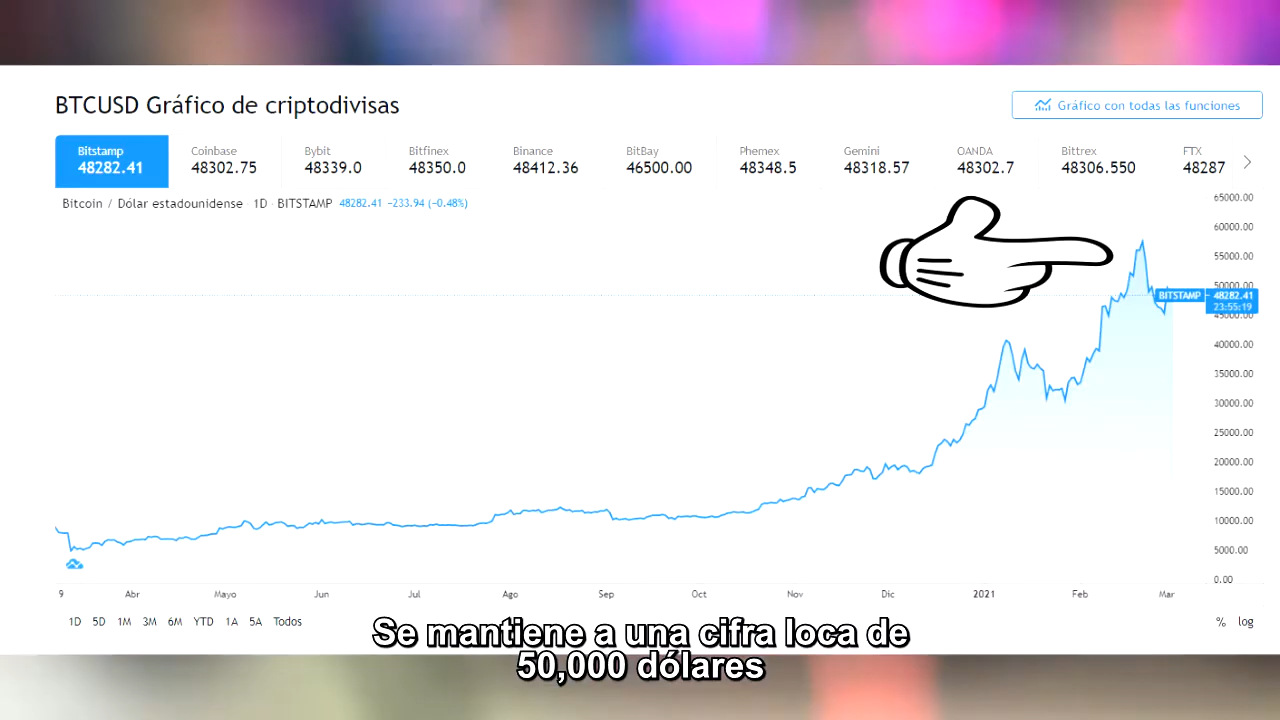 BTCUSD Gráfico de criptodivisas
Gráfico con todas las funciones
Bitstamp Coinbase Bybit Bitfinex Binance BitBay Phemex Gemini OANDA Bittrex FTX
48282.41 48302.75 48339.0 48350.0 48412.36 46500.00 48348.5 48318.57 48302.7 48306.550 48287
Bitcoin / Dólar estadounidense · 1D · BITSTAMP 48282.41 −233.94 (−0.48%)
65000.00
60000.00
55000.00
50000.00
BITSTAMP 48282.41
23:55:19
45000.00
40000.00
35000.00
30000.00
25000.00
20000.00
15000.00
10000.00
5000.00
0.00
9 Abr Mayo Jun Jul Ago Sep Oct Nov Dic 2021 Feb Mar
1D 5D 1M 3M 6M YTD 1A 5A Todos % log
Se mantiene a una cifra loca de
50,000 dólares